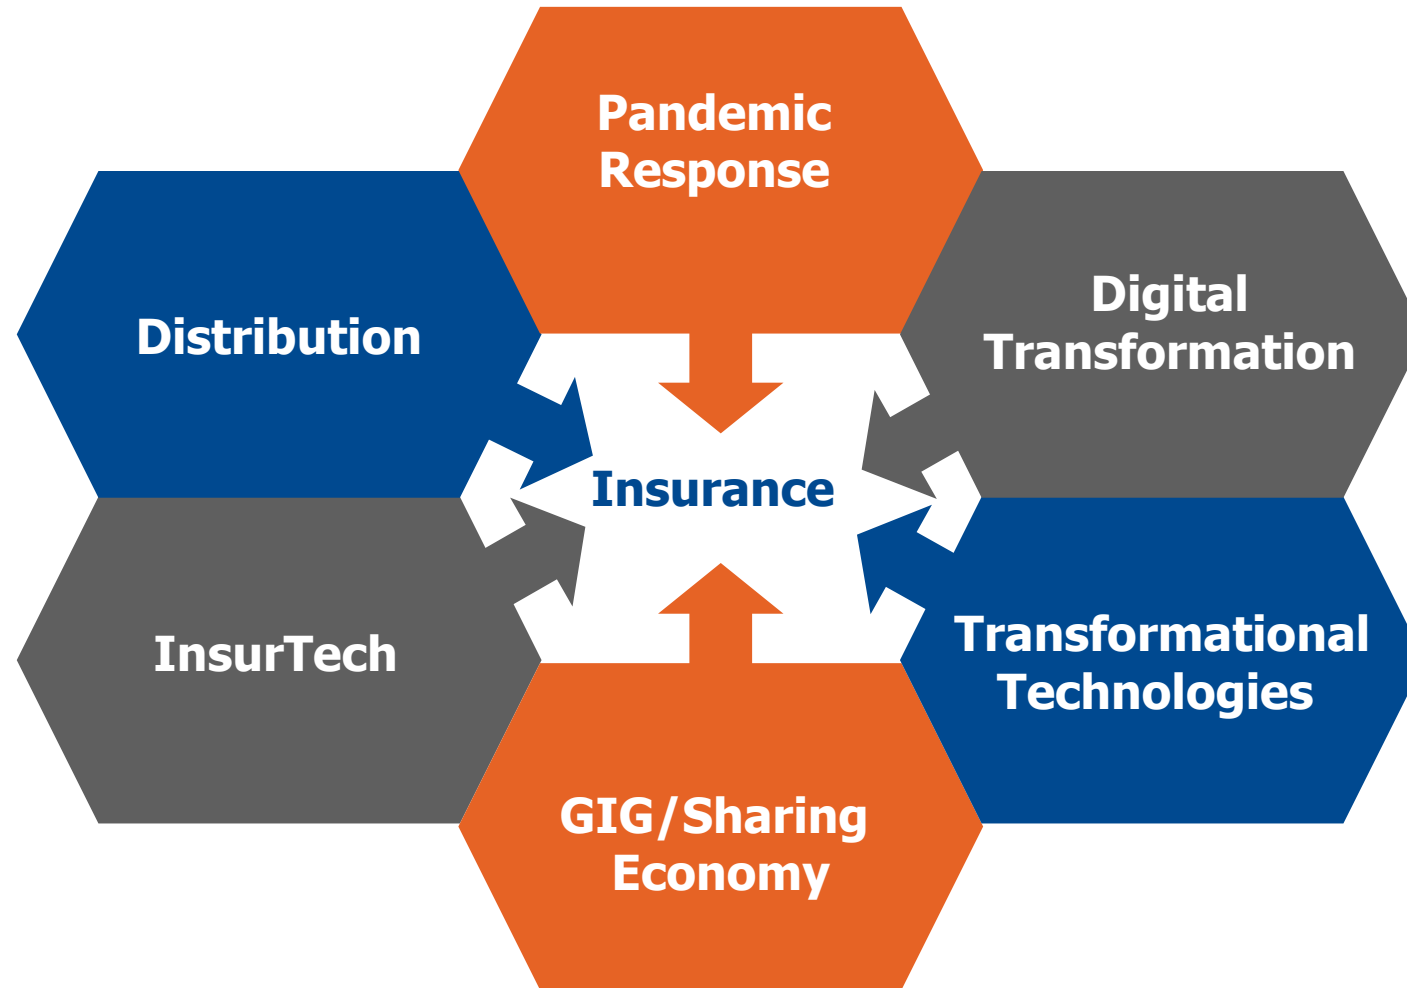 Pandemic
Response
Distribution
Digital
Transformation
Insurance
InsurTech
Transformational
Technologies
GIG/Sharing
Economy